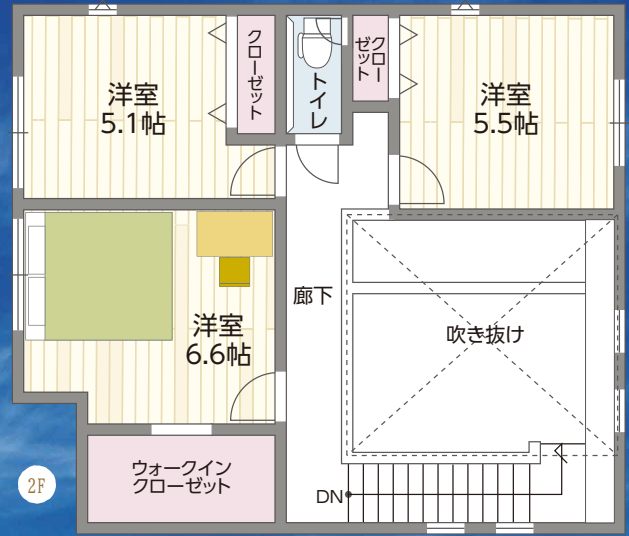 洋室
5.1帖
クローゼット
トイレ
クロー
ゼット
洋室
5.5帖
洋室
6.6帖
廊下
吹き抜け
ウォークイン
クローゼット
DN
2F